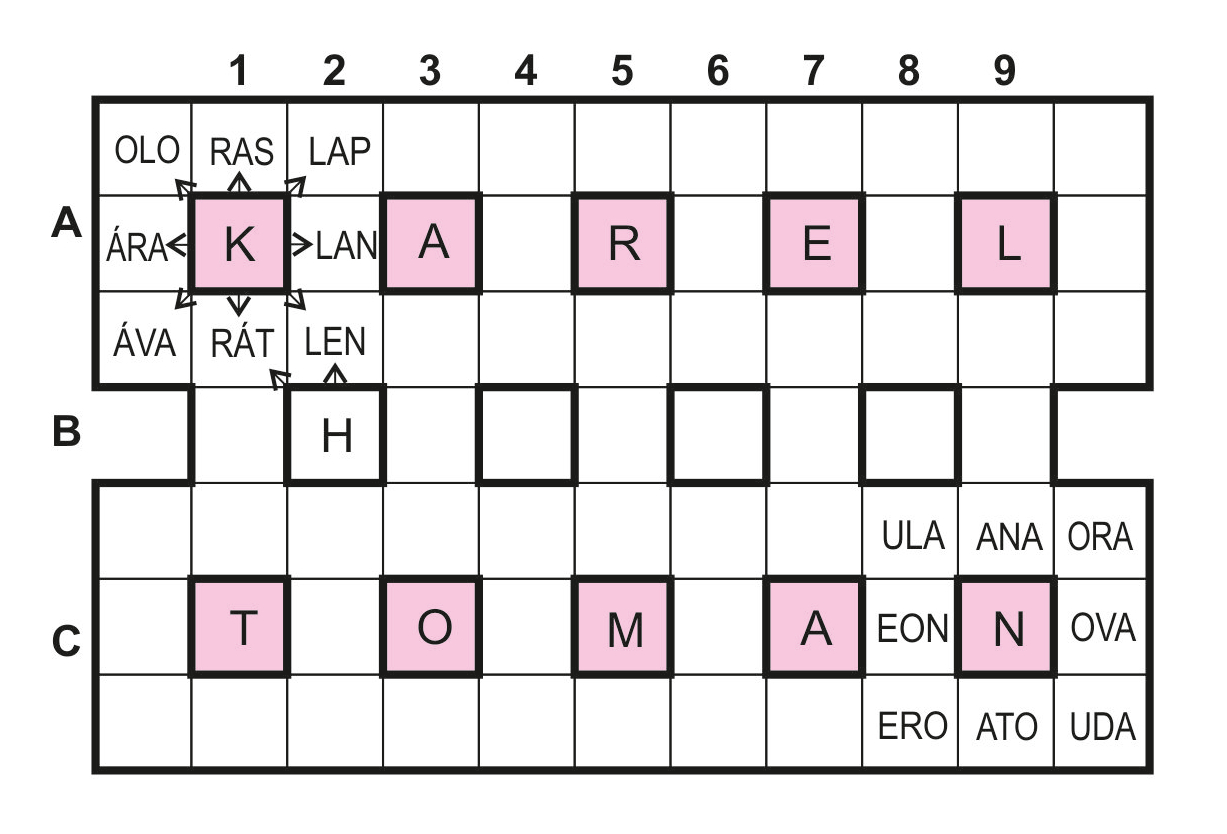 1 2 3 4 5 6 7 8 9
OLO RAS LAP
A ÁRA K LAN A R E L
ÁVA RÁT LEN
B H
ULA ANA ORA
C T O M A EON N OVA
ERO ATO UDA